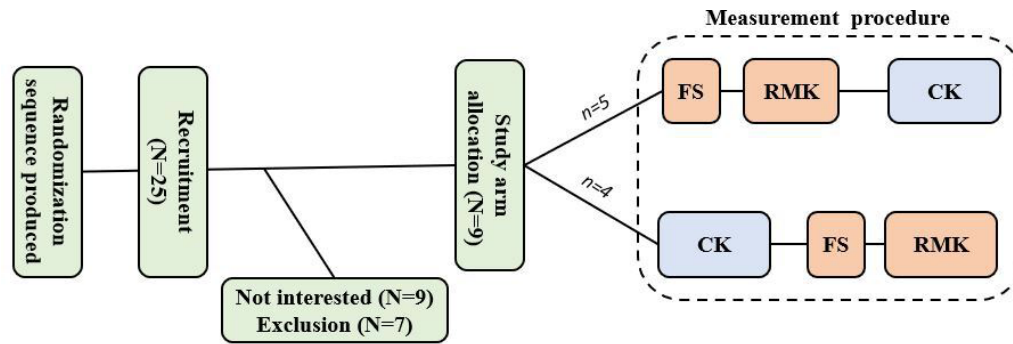 Measurement procedure
Randomization
sequence produced
Recruitment
(N=25)
Not interested (N=9)
Exclusion (N=7)
Study arm
allocation (N=9)
n=5
FS
RMK
CK
n=4
CK
FS
RMK